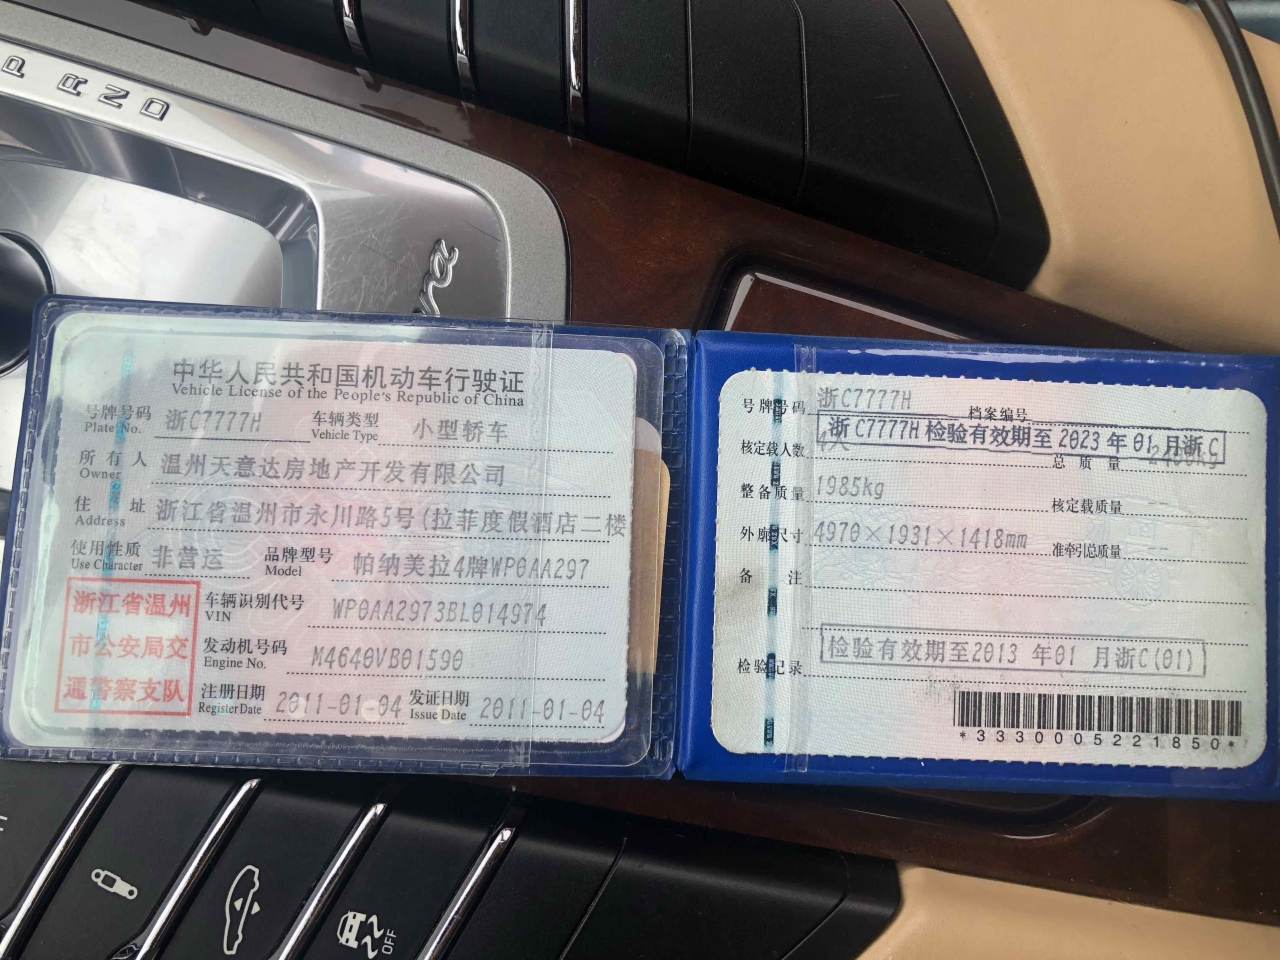 P R N D
中华人民共和国机动车行驶证
Vehicle License of the People's Republic of China
号牌号码 浙C7777H 车辆类型 小型轿车
Plate No. Vehicle Type
所有人 温州天意达房地产开发有限公司
Owner
住址 浙江省温州市永川路5号(拉菲度假酒店二楼
Address
使用性质 非营运 品牌型号 帕纳美拉4牌WP0AA297
Use Character Model
浙江省温州
市公安局交
通警察支队
车辆识别代号 WP0AA2973BL014974
VIN
发动机号码 M4640VB01590
Engine No.
注册日期 2011-01-04 发证日期 2011-01-04
Register Date Issue Date
号牌号码 浙C7777H 档案编号
浙C7777H检验有效期至2023年01月浙C
核定载人数 4人 总质量
整备质量 1985kg 核定载质量 --
外廓尺寸 4970×1931×1418mm 准牵引总质量 --
备注
检验有效期至2013年01月浙C(01)
检验记录
*3330005221850*
OFF